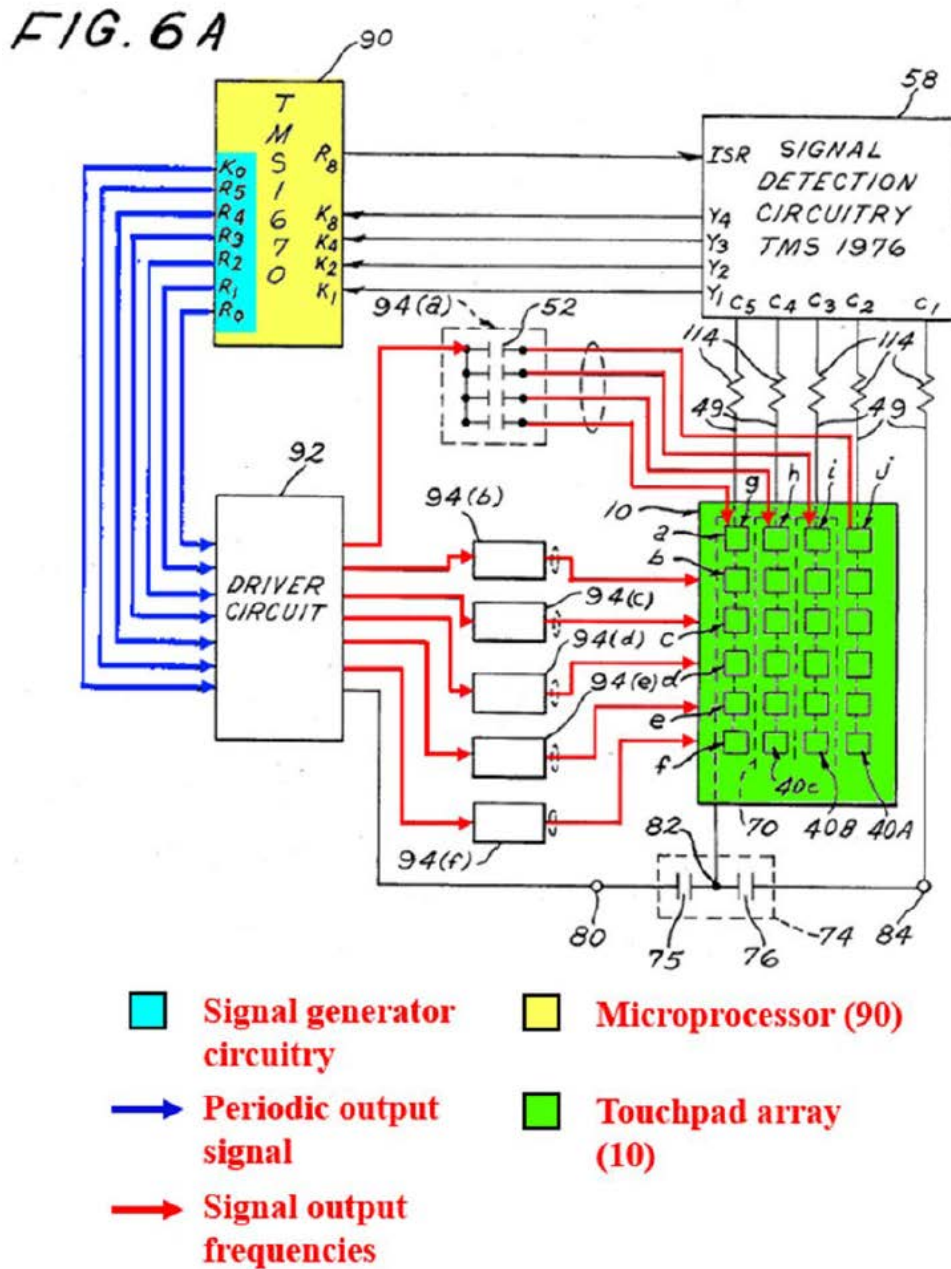 FIG. 6A
90
58
T
M
S
1
6
7
0
K0
R5
R4
R3
R2
R1
R0
R8
K8
K4
K2
K1
ISR
SIGNAL
DETECTION
CIRCUITRY
TMS 1976
Y4
Y3
Y2
Y1
C5 C4 C3 C2 C1
94(a)
52
114
114
49
49
92
DRIVER
CIRCUIT
94(b)
94(c)
94(d)
94(e)
94(f)
10
g
h
i
j
a
b
c
d
e
f
40c
70
40B
40A
82
80
75
76
74
84
Signal generator
circuitry
Microprocessor (90)
Periodic output
signal
Touchpad array
(10)
Signal output
frequencies